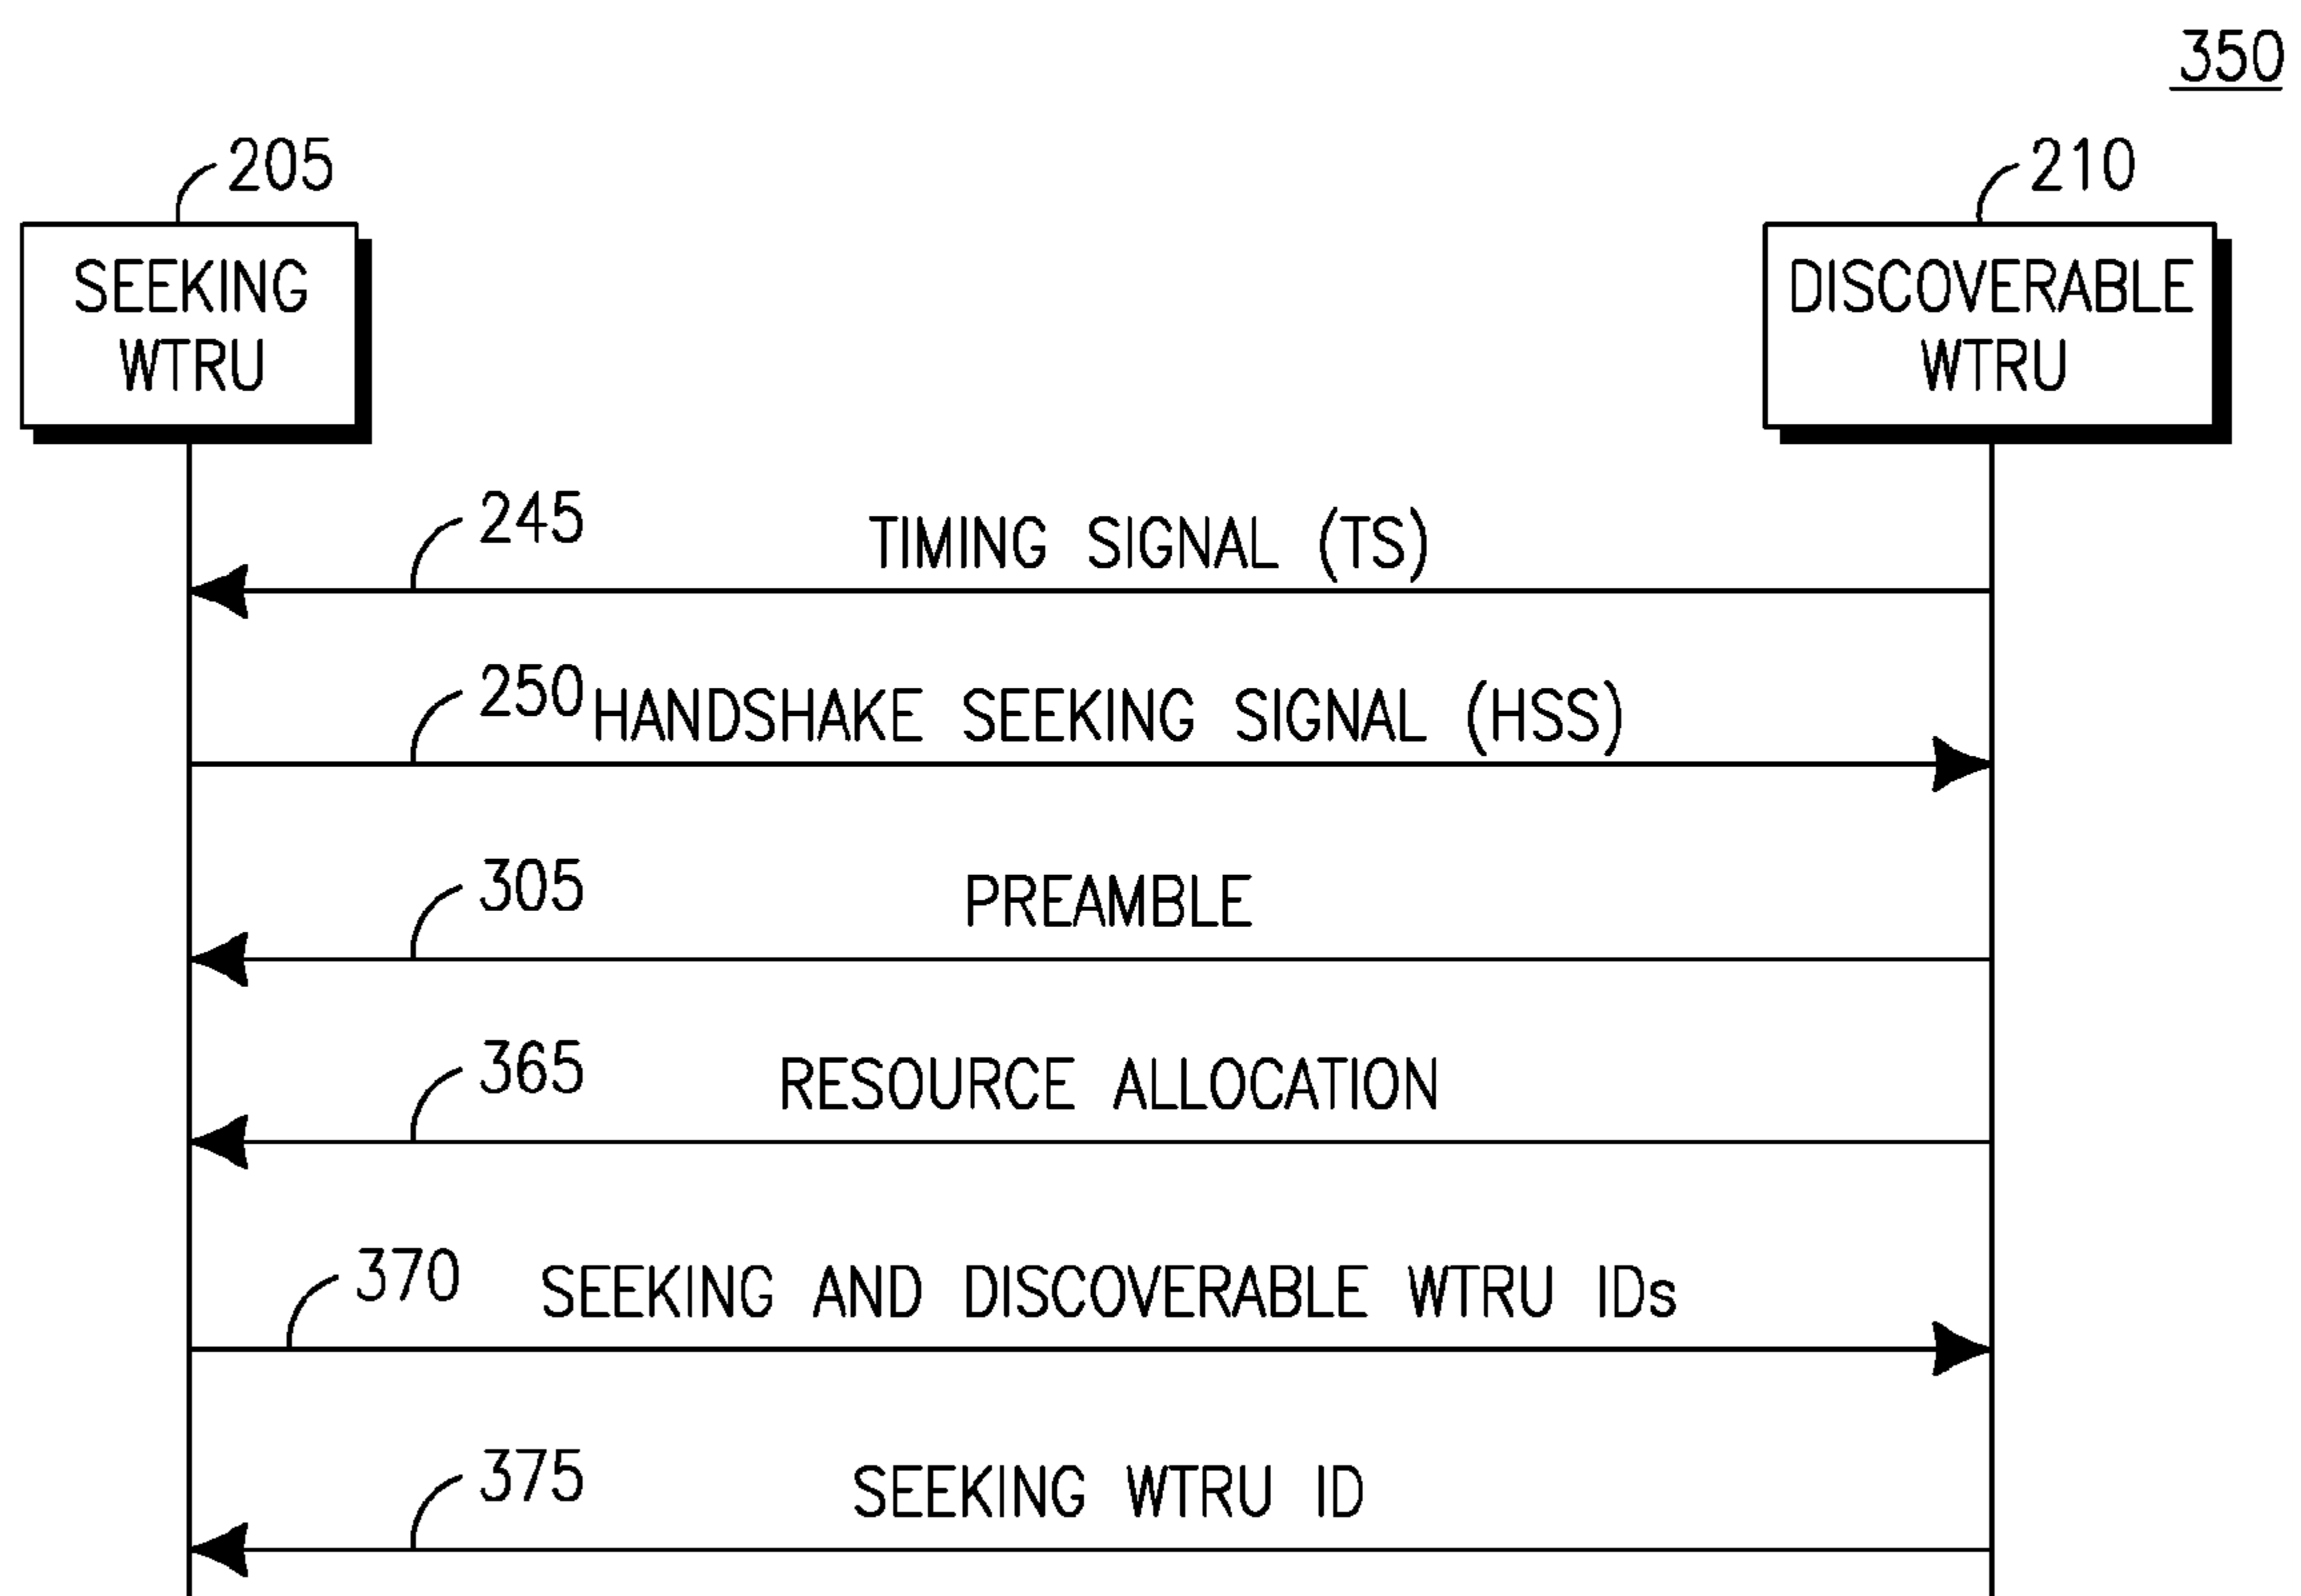 350
205
210
SEEKING
WTRU
DISCOVERABLE
WTRU
245
TIMING SIGNAL (TS)
250 HANDSHAKE SEEKING SIGNAL (HSS)
305
PREAMBLE
365
RESOURCE ALLOCATION
370
SEEKING AND DISCOVERABLE WTRU IDs
375
SEEKING WTRU ID